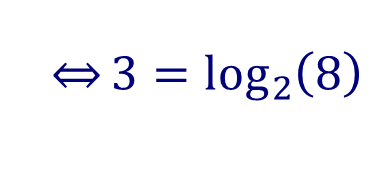 ⇔ 3 = log₂(8)